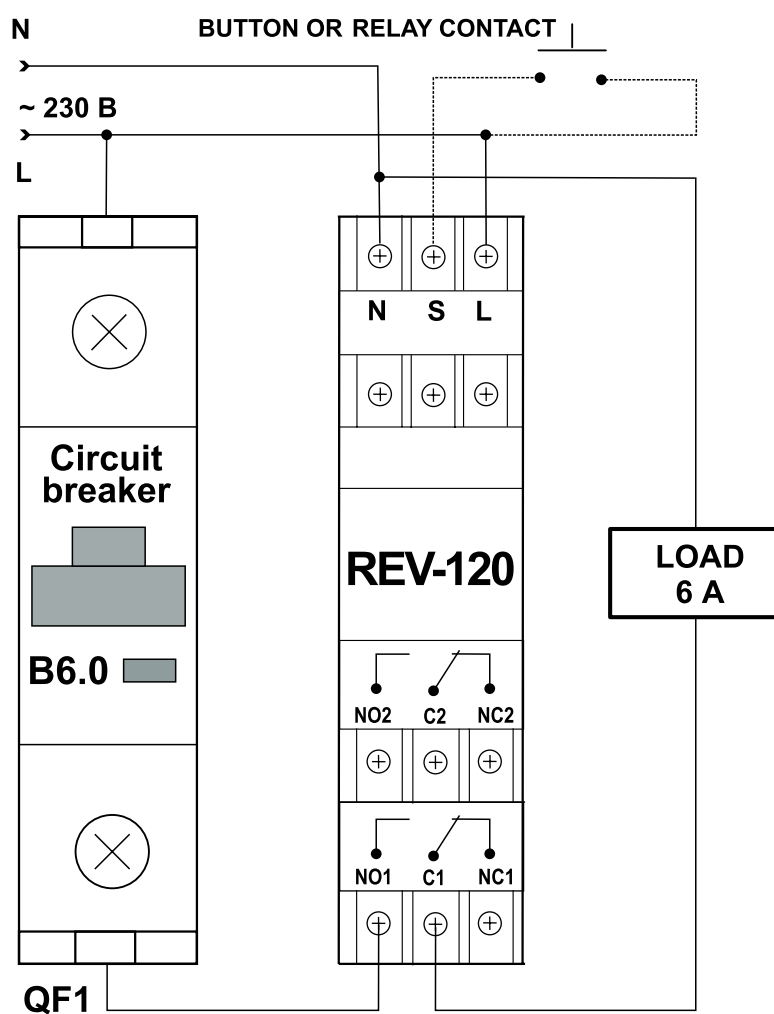 N
BUTTON OR RELAY CONTACT
~ 230 В
L
N S L
Circuit
breaker
REV-120
LOAD
6 A
B6.0
NO2 C2 NC2
NO1 C1 NC1
QF1